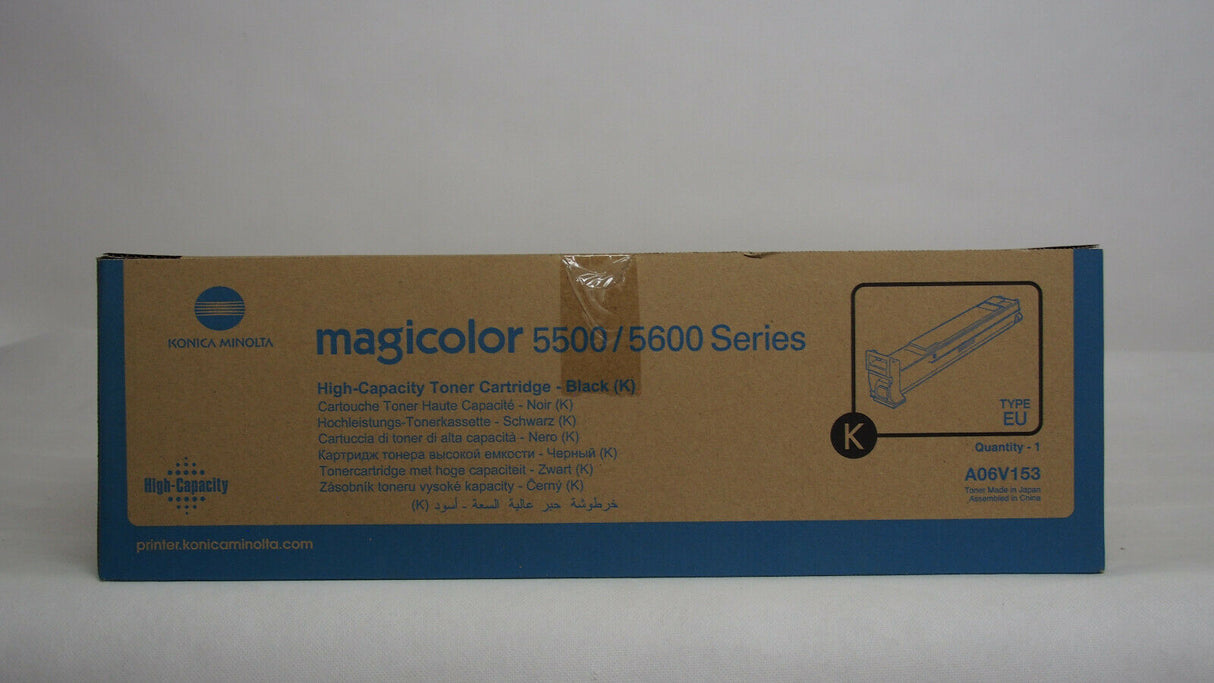 KONICA MINOLTA
magicolor 5500/5600 Series
High-Capacity Toner Cartridge - Black (K)
Cartouche Toner Haute Capacité - Noir (K)
Hochleistungs-Tonerkassette - Schwarz (K)
Cartuccia di toner di alta capacità - Nero (K)
Картридж тонера высокой емкости - Черный (K)
Tonercartridge met hoge capaciteit - Zwart (K)
Zásobník toneru vysoké kapacity - Černý (K)
خرطوشة حبر عالية السعة - أسود (K)
High-Capacity
printer.konicaminolta.com
TYPE
EU
K
Quantity - 1
A06V153
Toner Made in Japan
Assembled in China